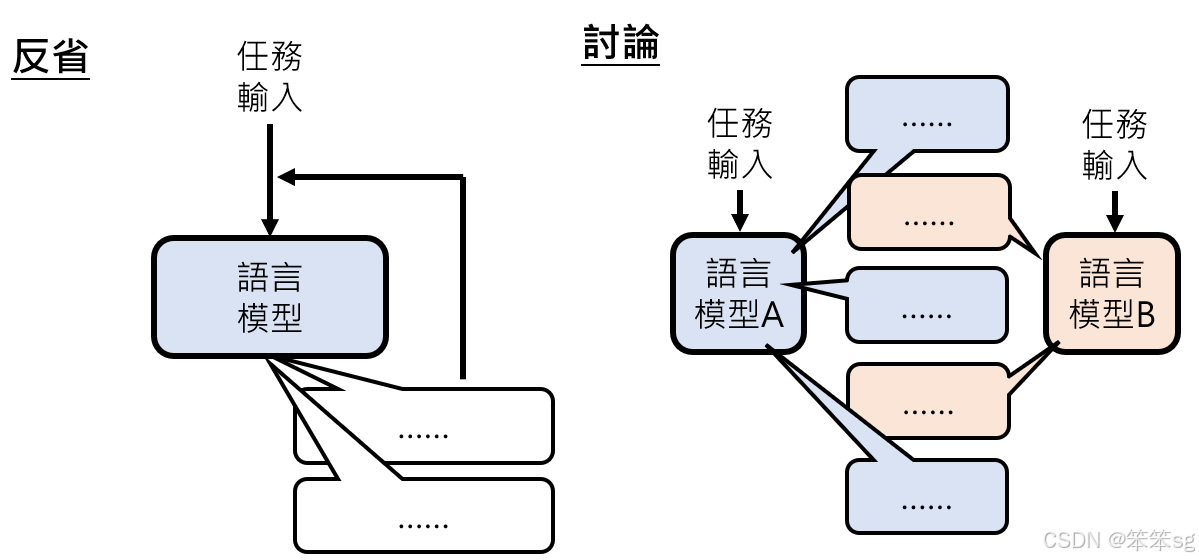 反省
任務
輸入
語言
模型
......
......
討論
任務
輸入
語言
模型A
......
......
......
......
......
任務
輸入
語言
模型B
CSDN @笨笨sg